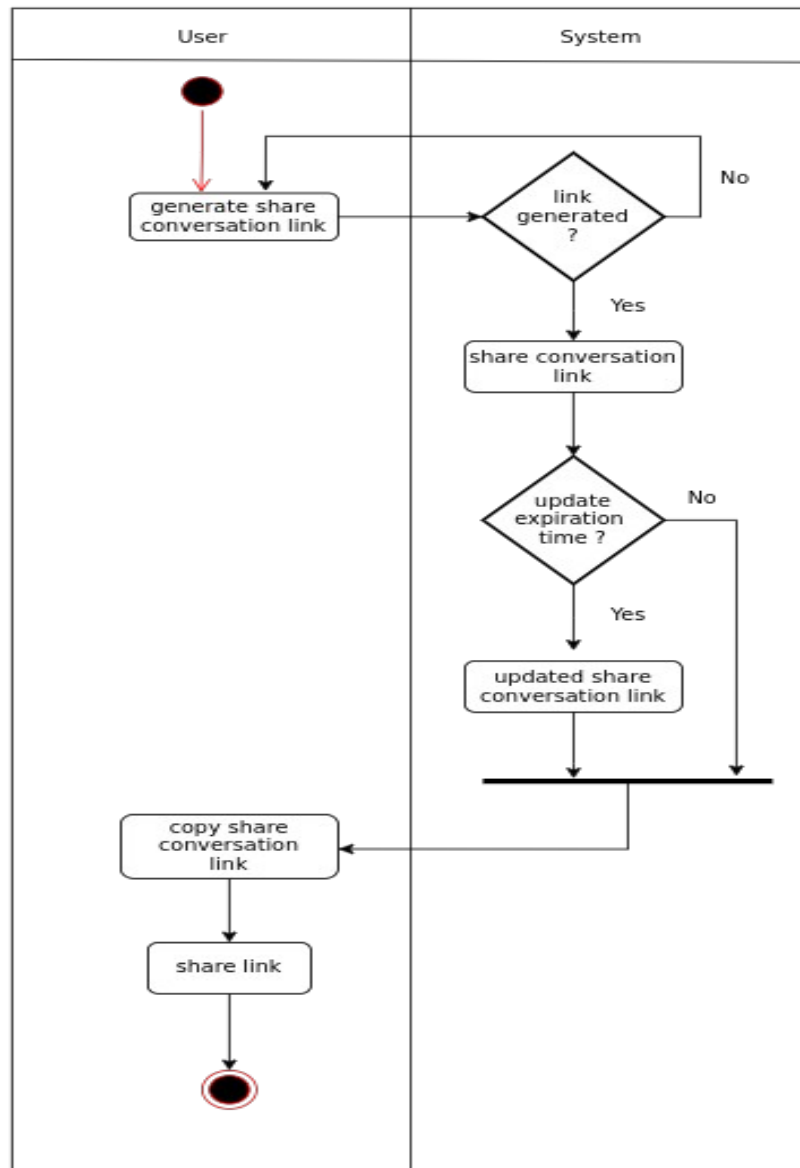 User
System
generate share
conversation link
link
generated
?
No
Yes
share conversation
link
update
expiration
time ?
No
Yes
updated share
conversation link
copy share
conversation
link
share link